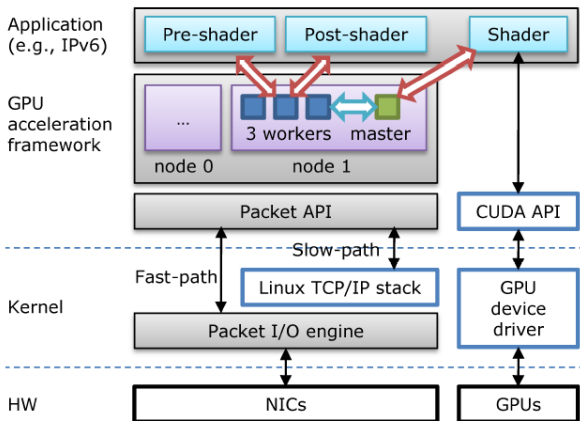 Application
(e.g., IPv6)
Pre-shader
Post-shader
Shader
GPU
acceleration
framework
...
3 workers
master
node 0
node 1
Packet API
CUDA API
Slow-path
Fast-path
Kernel
Linux TCP/IP stack
GPU
device
driver
Packet I/O engine
HW
NICs
GPUs